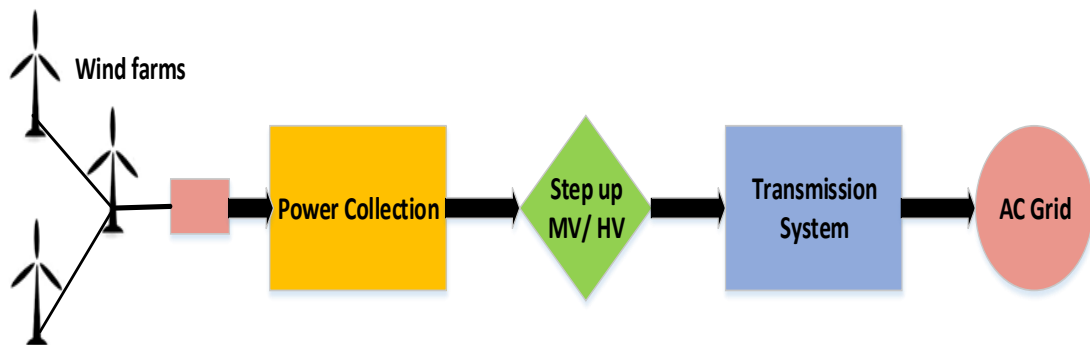 Wind farms
Power Collection
Step up
MV/ HV
Transmission
System
AC Grid